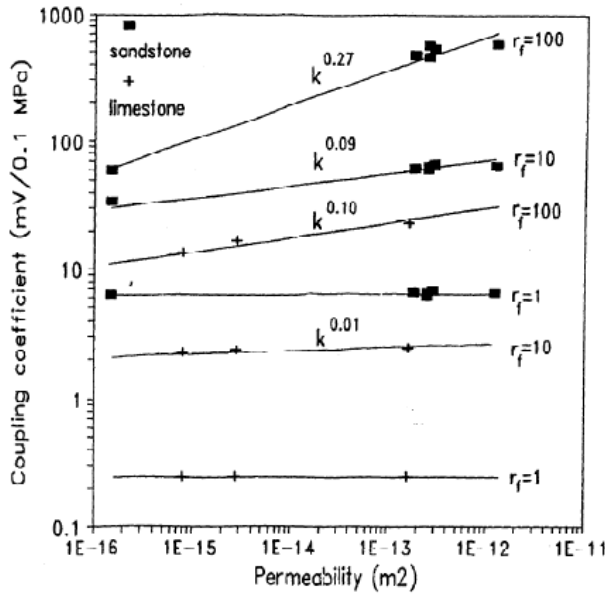 1000
sandstone
limestone
k^0.27
r_f=100
100
k^0.09
r_f=10
k^0.10
r_f=100
10
r_f=1
k^0.01
r_f=10
1
r_f=1
0.1
1E-16 1E-15 1E-14 1E-13 1E-12 1E-11
Permeability (m2)
Coupling coefficient (mV/0.1 MPa)